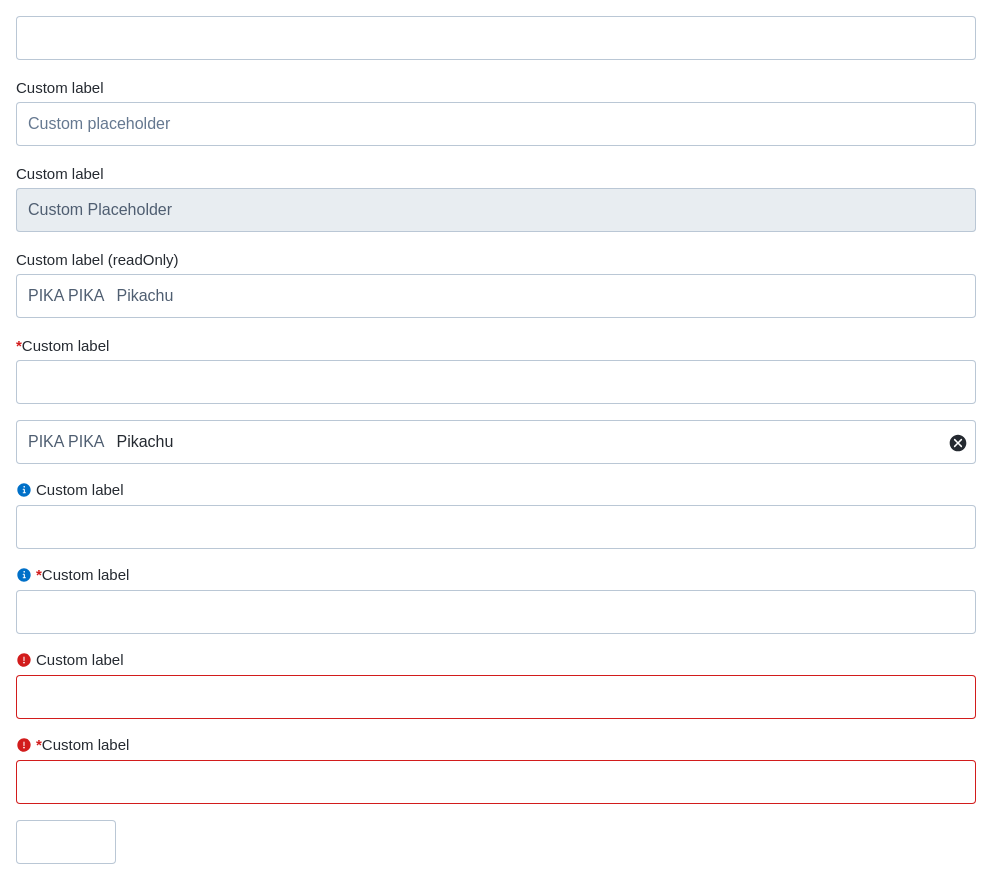 Custom label
Custom placeholder
Custom label
Custom Placeholder
Custom label (readOnly)
PIKA PIKA Pikachu
*Custom label
PIKA PIKA Pikachu
Custom label
*Custom label
Custom label
*Custom label